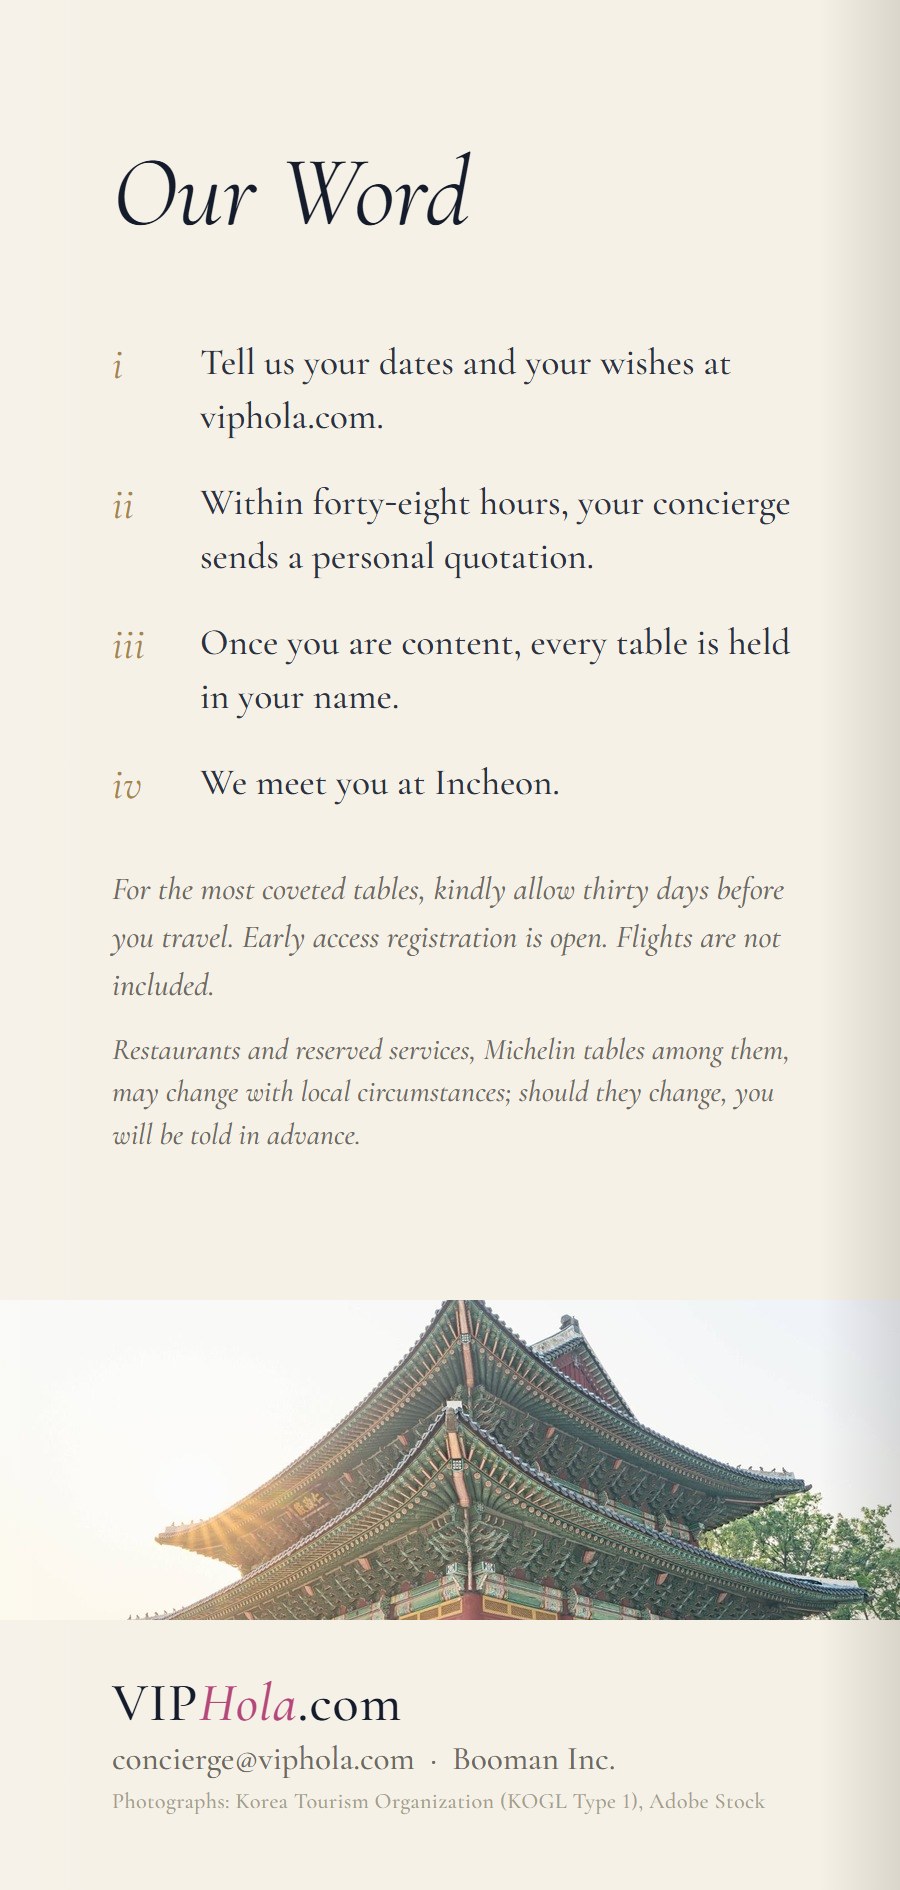 Our Word
i Tell us your dates and your wishes at
viphola.com.
ii Within forty-eight hours, your concierge
sends a personal quotation.
iii Once you are content, every table is held
in your name.
iv We meet you at Incheon.
For the most coveted tables, kindly allow thirty days before
you travel. Early access registration is open. Flights are not
included.
Restaurants and reserved services, Michelin tables among them,
may change with local circumstances; should they change, you
will be told in advance.
VIPHola.com
concierge@viphola.com · Booman Inc.
Photographs: Korea Tourism Organization (KOGL Type 1), Adobe Stock